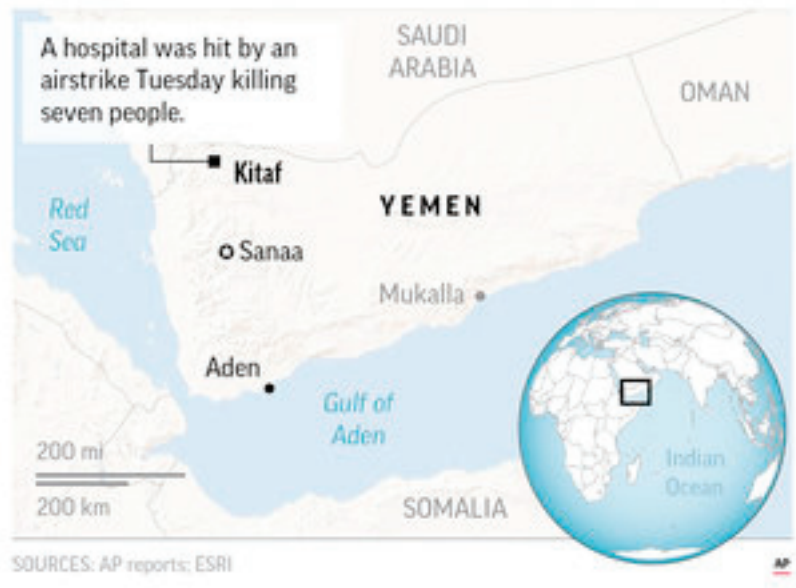 A hospital was hit by an
airstrike Tuesday killing
seven people.
SAUDI
ARABIA
OMAN
Kitaf
YEMEN
Red
Sea
Sanaa
Mukalla
Aden
Gulf of
Aden
200 mi
200 km
SOMALIA
Indian
Ocean
SOURCES: AP reports; ESRI
AP